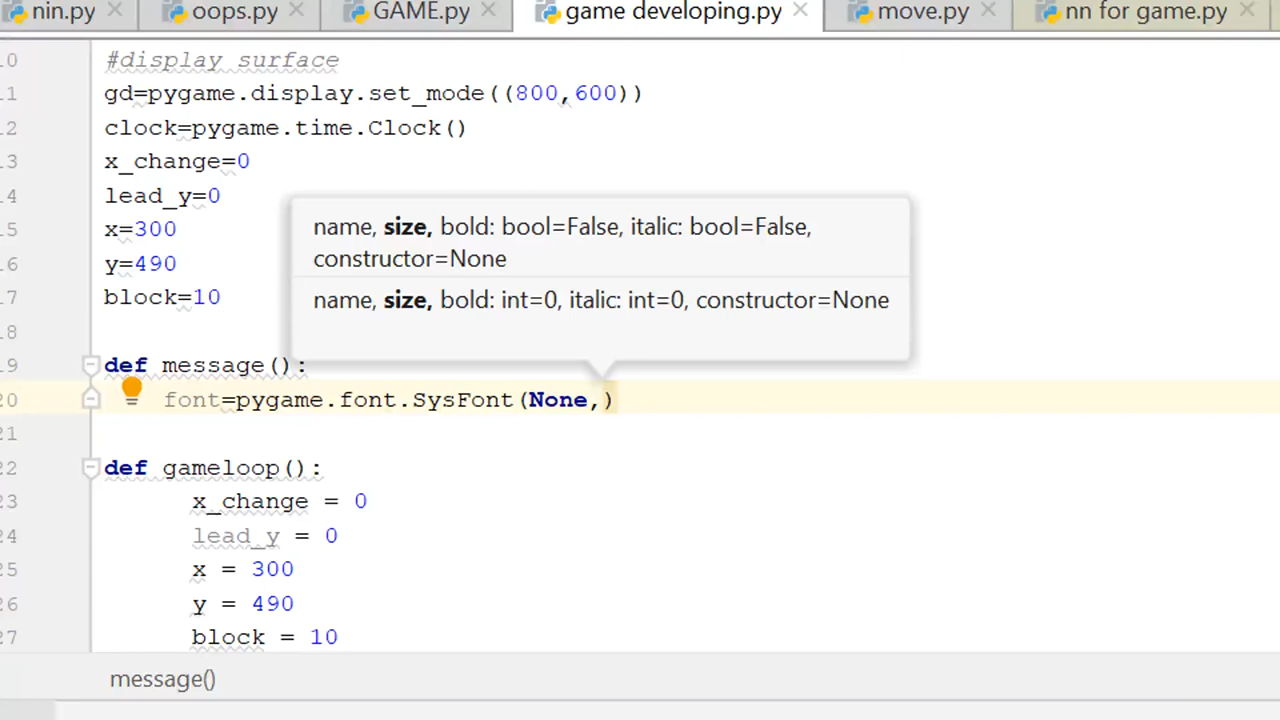 nin.py oops.py GAME.py game developing.py move.py nn for game.py
10 #display surface
11 gd=pygame.display.set_mode((800,600))
12 clock=pygame.time.Clock()
13 x_change=0
14 lead_y=0
15 x=300
name, size, bold: bool=False, italic: bool=False,
constructor=None
16 y=490
17 block=10
name, size, bold: int=0, italic: int=0, constructor=None
18
19 def message():
20 font=pygame.font.SysFont(None,)
21
22 def gameloop():
23 x_change = 0
24 lead_y = 0
25 x = 300
26 y = 490
27 block = 10
message()